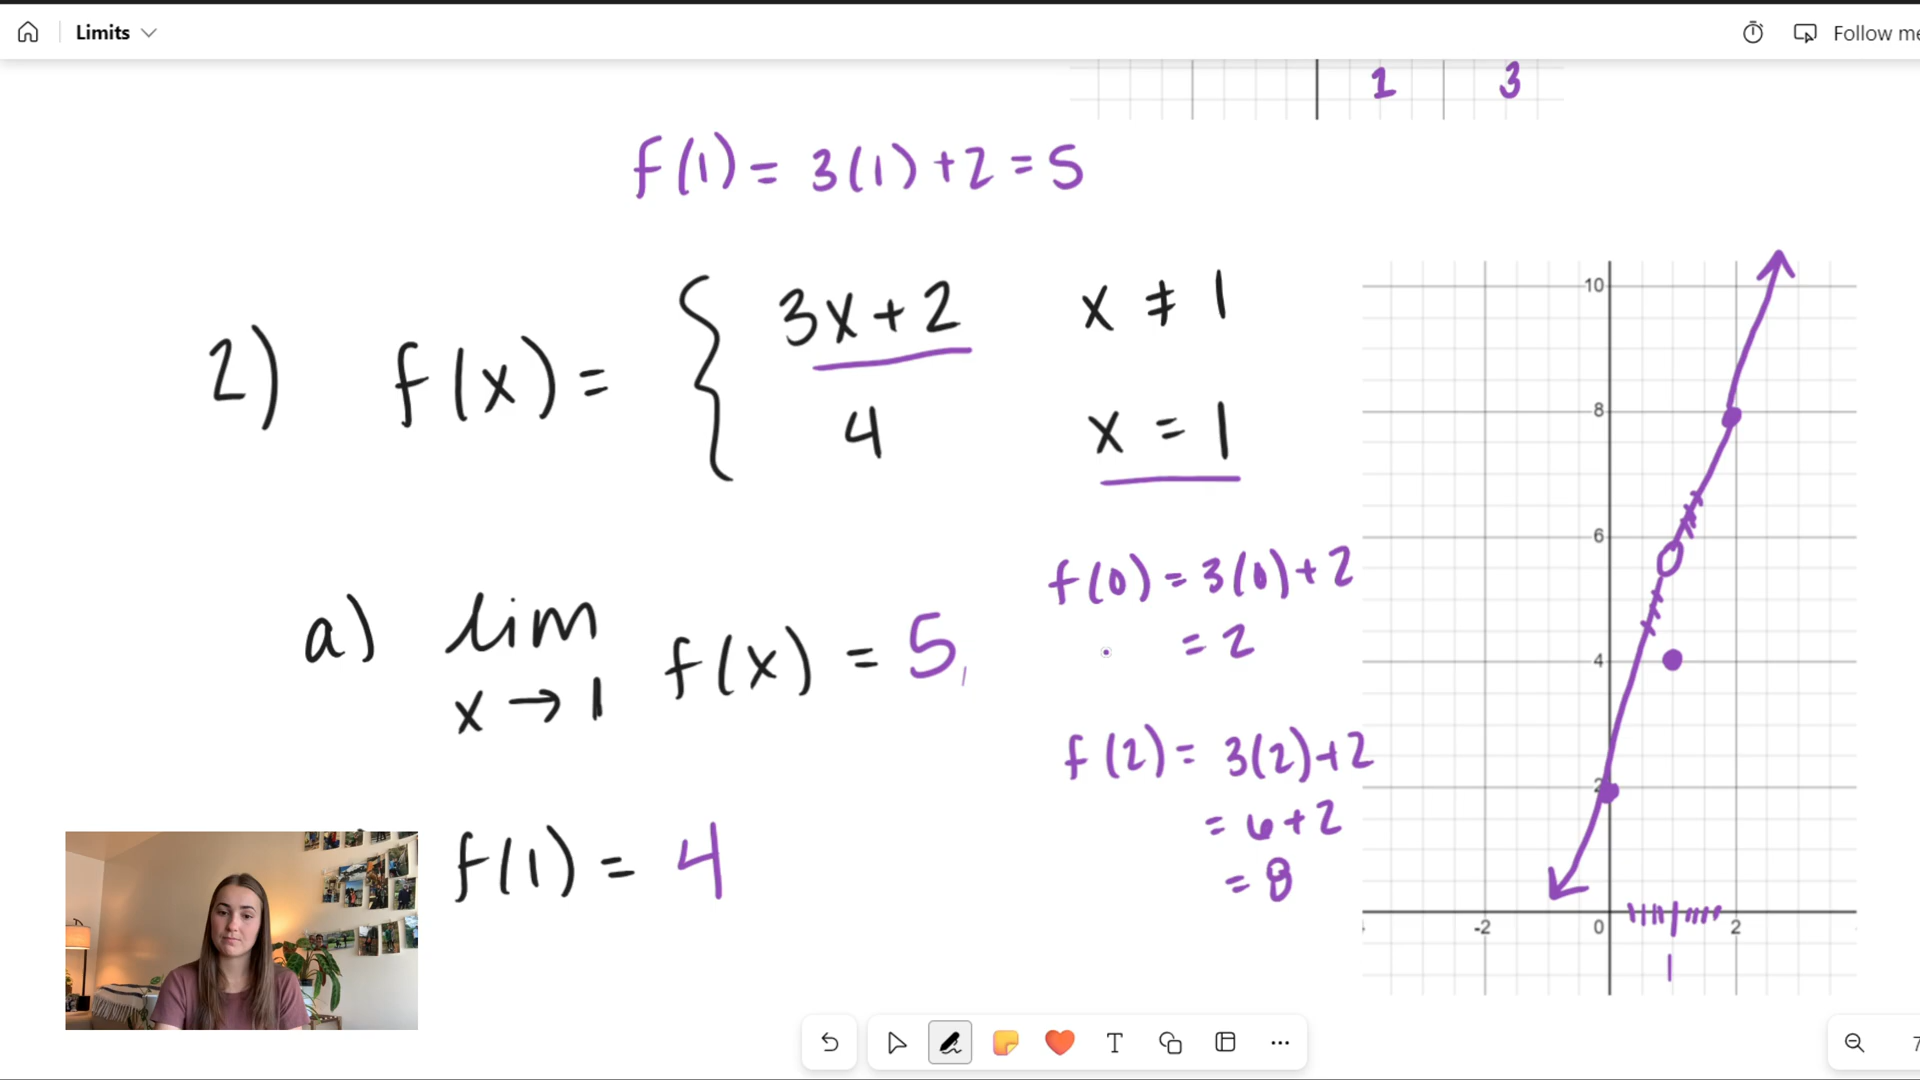 Limits
Follow me
1 3
f(1) = 3(1) + 2 = 5
2) f(x) = { 3x + 2 x ≠ 1
4 x = 1
a) lim f(x) = 5,
x → 1
f(1) = 4
f(0) = 3(0) + 2
= 2
f(2) = 3(2) + 2
= 6 + 2
= 8
10
8
6
4
2
-2 0 2
1
T
7